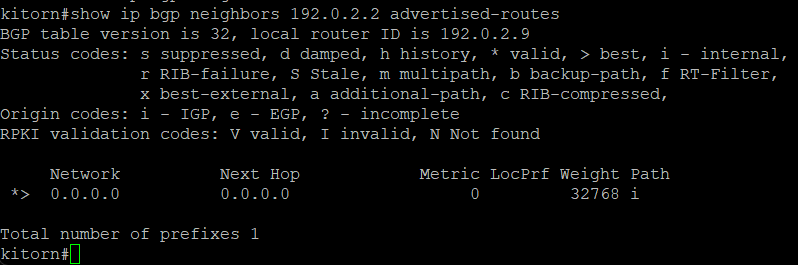 kitorn#show ip bgp neighbors 192.0.2.2 advertised-routes
BGP table version is 32, local router ID is 192.0.2.9
Status codes: s suppressed, d damped, h history, * valid, > best, i - internal,
              r RIB-failure, S Stale, m multipath, b backup-path, f RT-Filter,
              x best-external, a additional-path, c RIB-compressed,
Origin codes: i - IGP, e - EGP, ? - incomplete
RPKI validation codes: V valid, I invalid, N Not found

     Network          Next Hop            Metric LocPrf Weight Path
 *>  0.0.0.0          0.0.0.0                  0         32768 i

Total number of prefixes 1
kitorn#